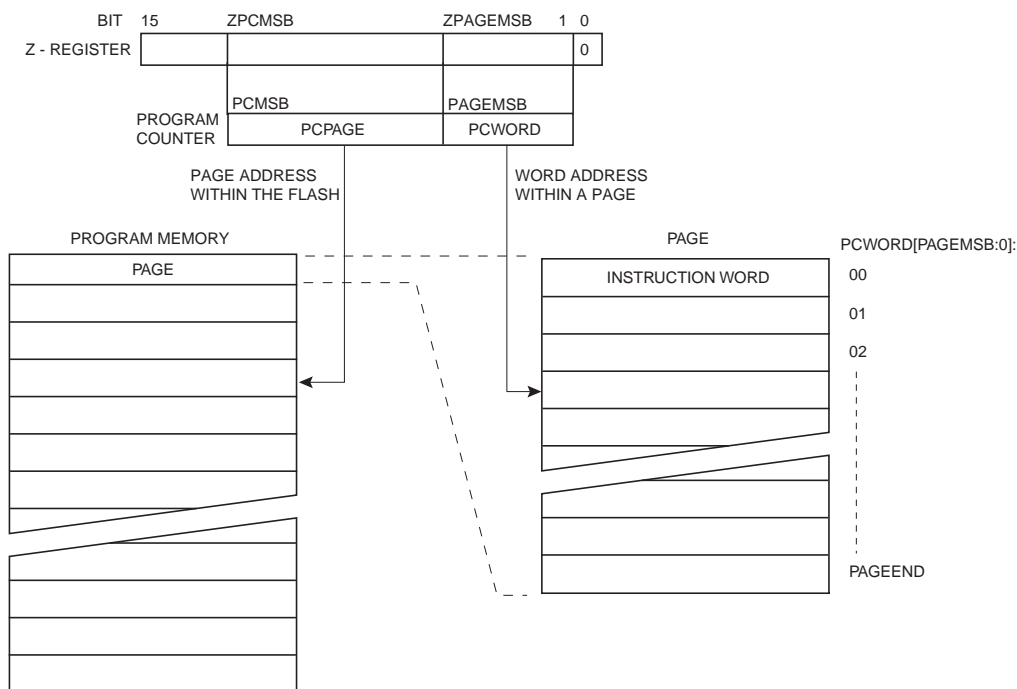 BIT 15 ZPCMSB ZPAGEMSB 1 0
Z - REGISTER 0
PCMSB PAGEMSB
PROGRAM
COUNTER
PCPAGE PCWORD
PAGE ADDRESS
WITHIN THE FLASH
WORD ADDRESS
WITHIN A PAGE
PROGRAM MEMORY
PAGE
PAGE
PCWORD[PAGEMSB:0]:
INSTRUCTION WORD 00
01
02
PAGEEND